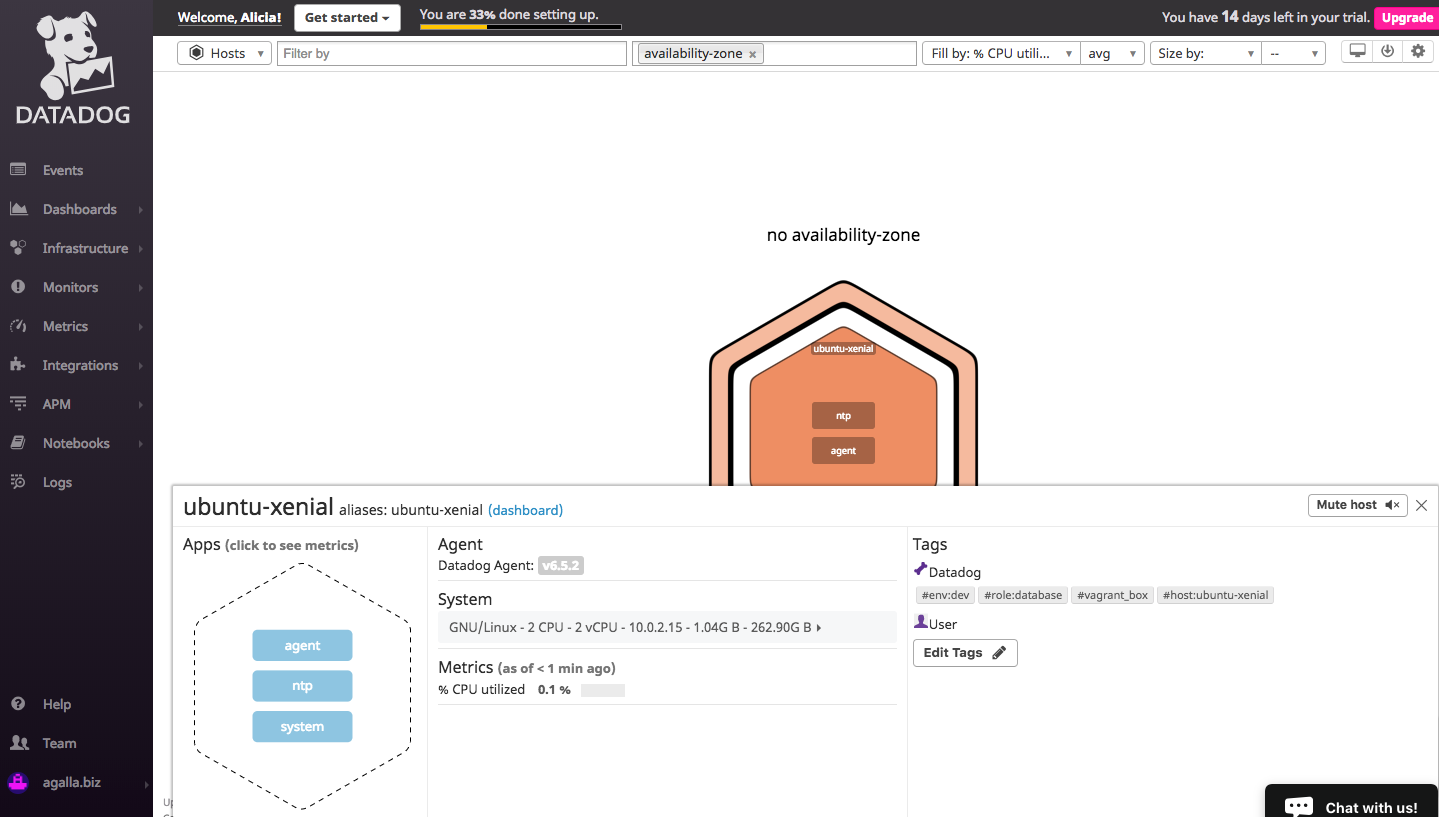 DATADOG
Events
Dashboards
Infrastructure
Monitors
Metrics
Integrations
APM
Notebooks
Logs
Help
Team
agalla.biz
Welcome, Alicia!
Get started
You are 33% done setting up.
You have 14 days left in your trial.
Upgrade
Hosts
Filter by
availability-zone ×
Fill by: % CPU utili...
avg
Size by:
--
no availability-zone
ubuntu-xenial
ntp
agent
ubuntu-xenial aliases: ubuntu-xenial (dashboard)
Mute host
Apps (click to see metrics)
agent
ntp
system
Agent
Datadog Agent: v6.5.2
System
GNU/Linux - 2 CPU - 2 vCPU - 10.0.2.15 - 1.04G B - 262.90G B
Metrics (as of < 1 min ago)
% CPU utilized 0.1 %
Tags
Datadog
#env:dev #role:database #vagrant_box #host:ubuntu-xenial
User
Edit Tags
Chat with us!